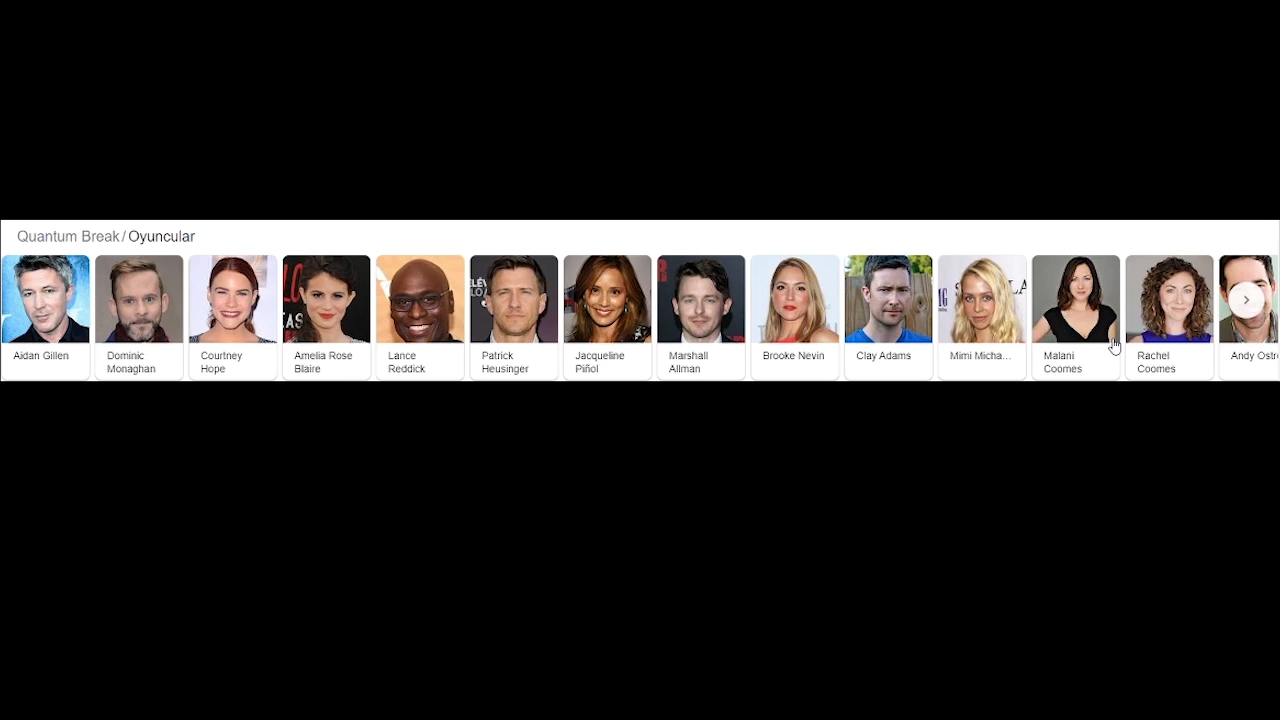 Quantum Break/Oyuncular
Aidan Gillen
Dominic
Monaghan
Courtney
Hope
Amelia Rose
Blaire
Lance
Reddick
Patrick
Heusinger
Jacqueline
Piñol
Marshall
Allman
Brooke Nevin
Clay Adams
Mimi Micha...
Malani
Coomes
Rachel
Coomes
Andy Ostr